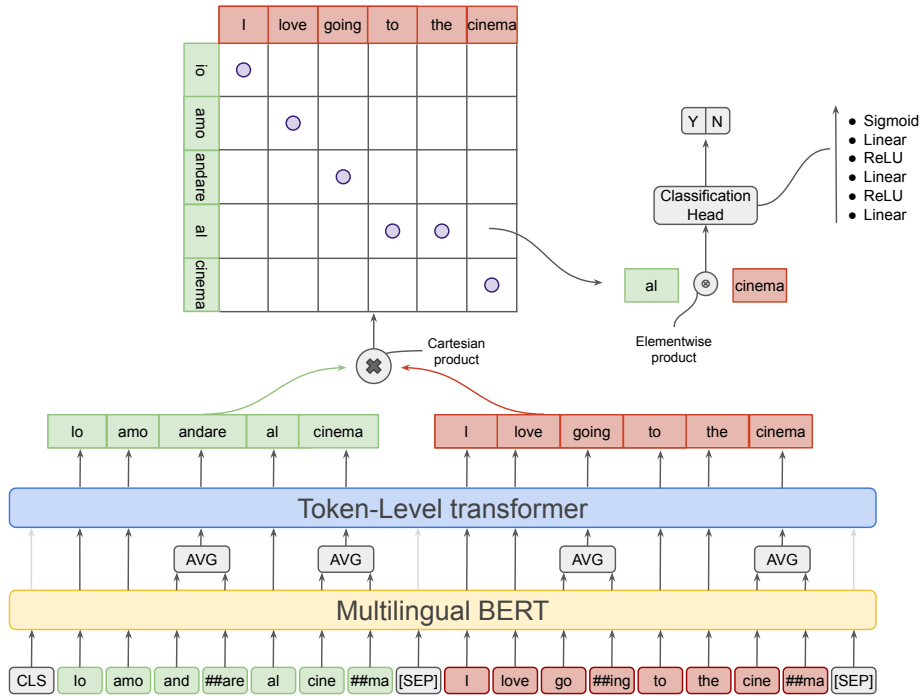 I love going to the cinema
io
amo
andare
al
cinema
Y N
Classification
Head
● Sigmoid
● Linear
● ReLU
● Linear
● ReLU
● Linear
al ⊗ cinema
Elementwise
product
Cartesian
product
Io amo andare al cinema
I love going to the cinema
Token-Level transformer
AVG AVG AVG AVG
Multilingual BERT
CLS Io amo and ##are al cine ##ma [SEP] I love go ##ing to the cine ##ma [SEP]